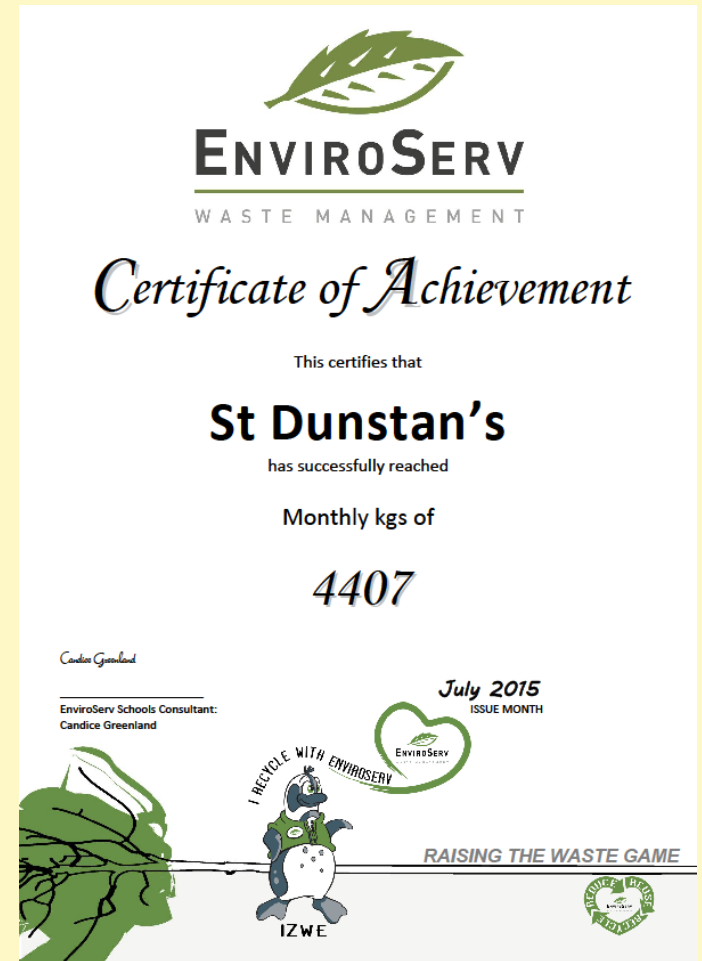 ENVIROSERV
WASTE MANAGEMENT
Certificate of Achievement
This certifies that
St Dunstan’s
has successfully reached
Monthly kgs of
4407
Candice Greenland
EnviroServ Schools Consultant:
Candice Greenland
July 2015
ISSUE MONTH
ENVIROSERV
I RECYCLE WITH ENVIROSERV
RAISING THE WASTE GAME
REDUCE REUSE
RECYCLE
IZWE